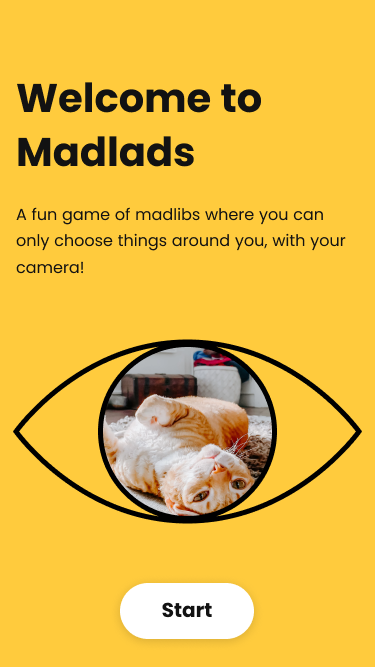 Welcome to
Madlads
A fun game of madlibs where you can
only choose things around you, with your
camera!
Start